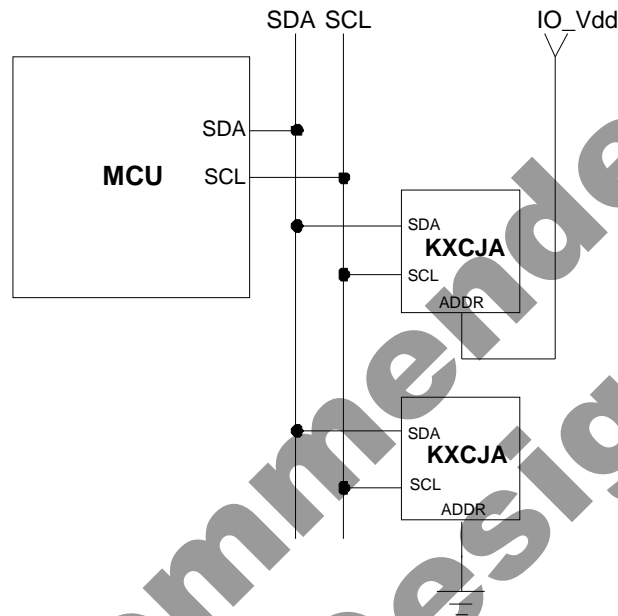 SDA SCL IO_Vdd
SDA
MCU SCL
SDA
KXCJA
SCL
ADDR
SDA
KXCJA
SCL
ADDR